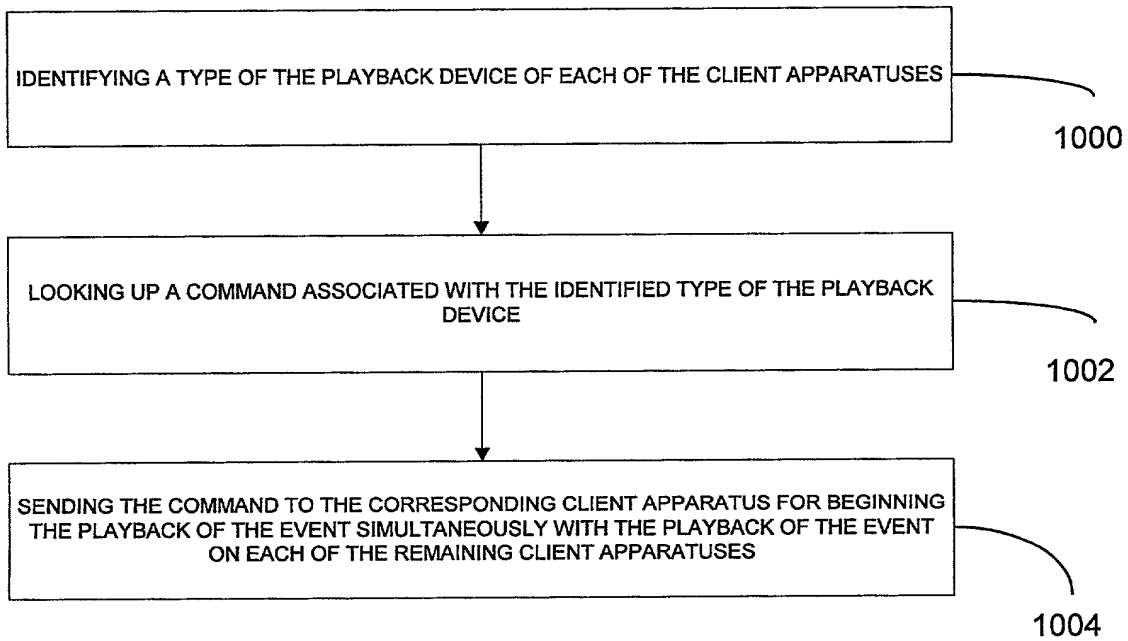 IDENTIFYING A TYPE OF THE PLAYBACK DEVICE OF EACH OF THE CLIENT APPARATUSES
1000
LOOKING UP A COMMAND ASSOCIATED WITH THE IDENTIFIED TYPE OF THE PLAYBACK
DEVICE
1002
SENDING THE COMMAND TO THE CORRESPONDING CLIENT APPARATUS FOR BEGINNING
THE PLAYBACK OF THE EVENT SIMULTANEOUSLY WITH THE PLAYBACK OF THE EVENT
ON EACH OF THE REMAINING CLIENT APPARATUSES
1004